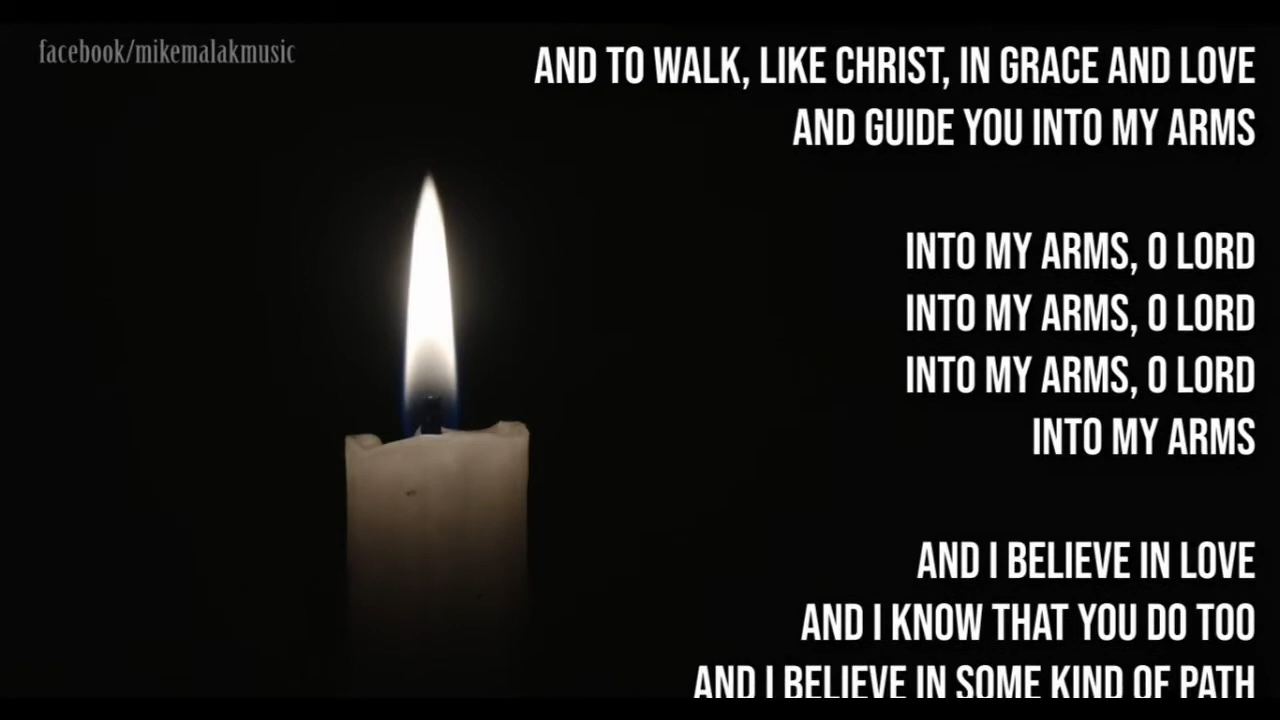 facebook/mikemalakmusic
AND TO WALK, LIKE CHRIST, IN GRACE AND LOVE
AND GUIDE YOU INTO MY ARMS
INTO MY ARMS, O LORD
INTO MY ARMS, O LORD
INTO MY ARMS, O LORD
INTO MY ARMS
AND I BELIEVE IN LOVE
AND I KNOW THAT YOU DO TOO
AND I BELIEVE IN SOME KIND OF PATH